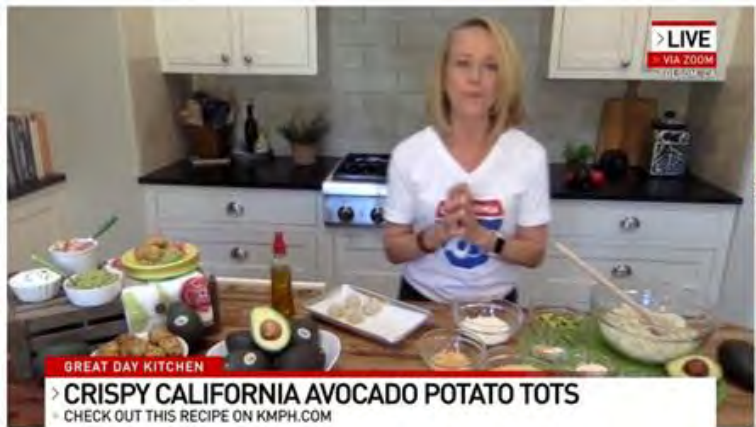 >LIVE
> VIA ZOOM
GREAT DAY KITCHEN
> CRISPY CALIFORNIA AVOCADO POTATO TOTS
CHECK OUT THIS RECIPE ON KMPH.COM